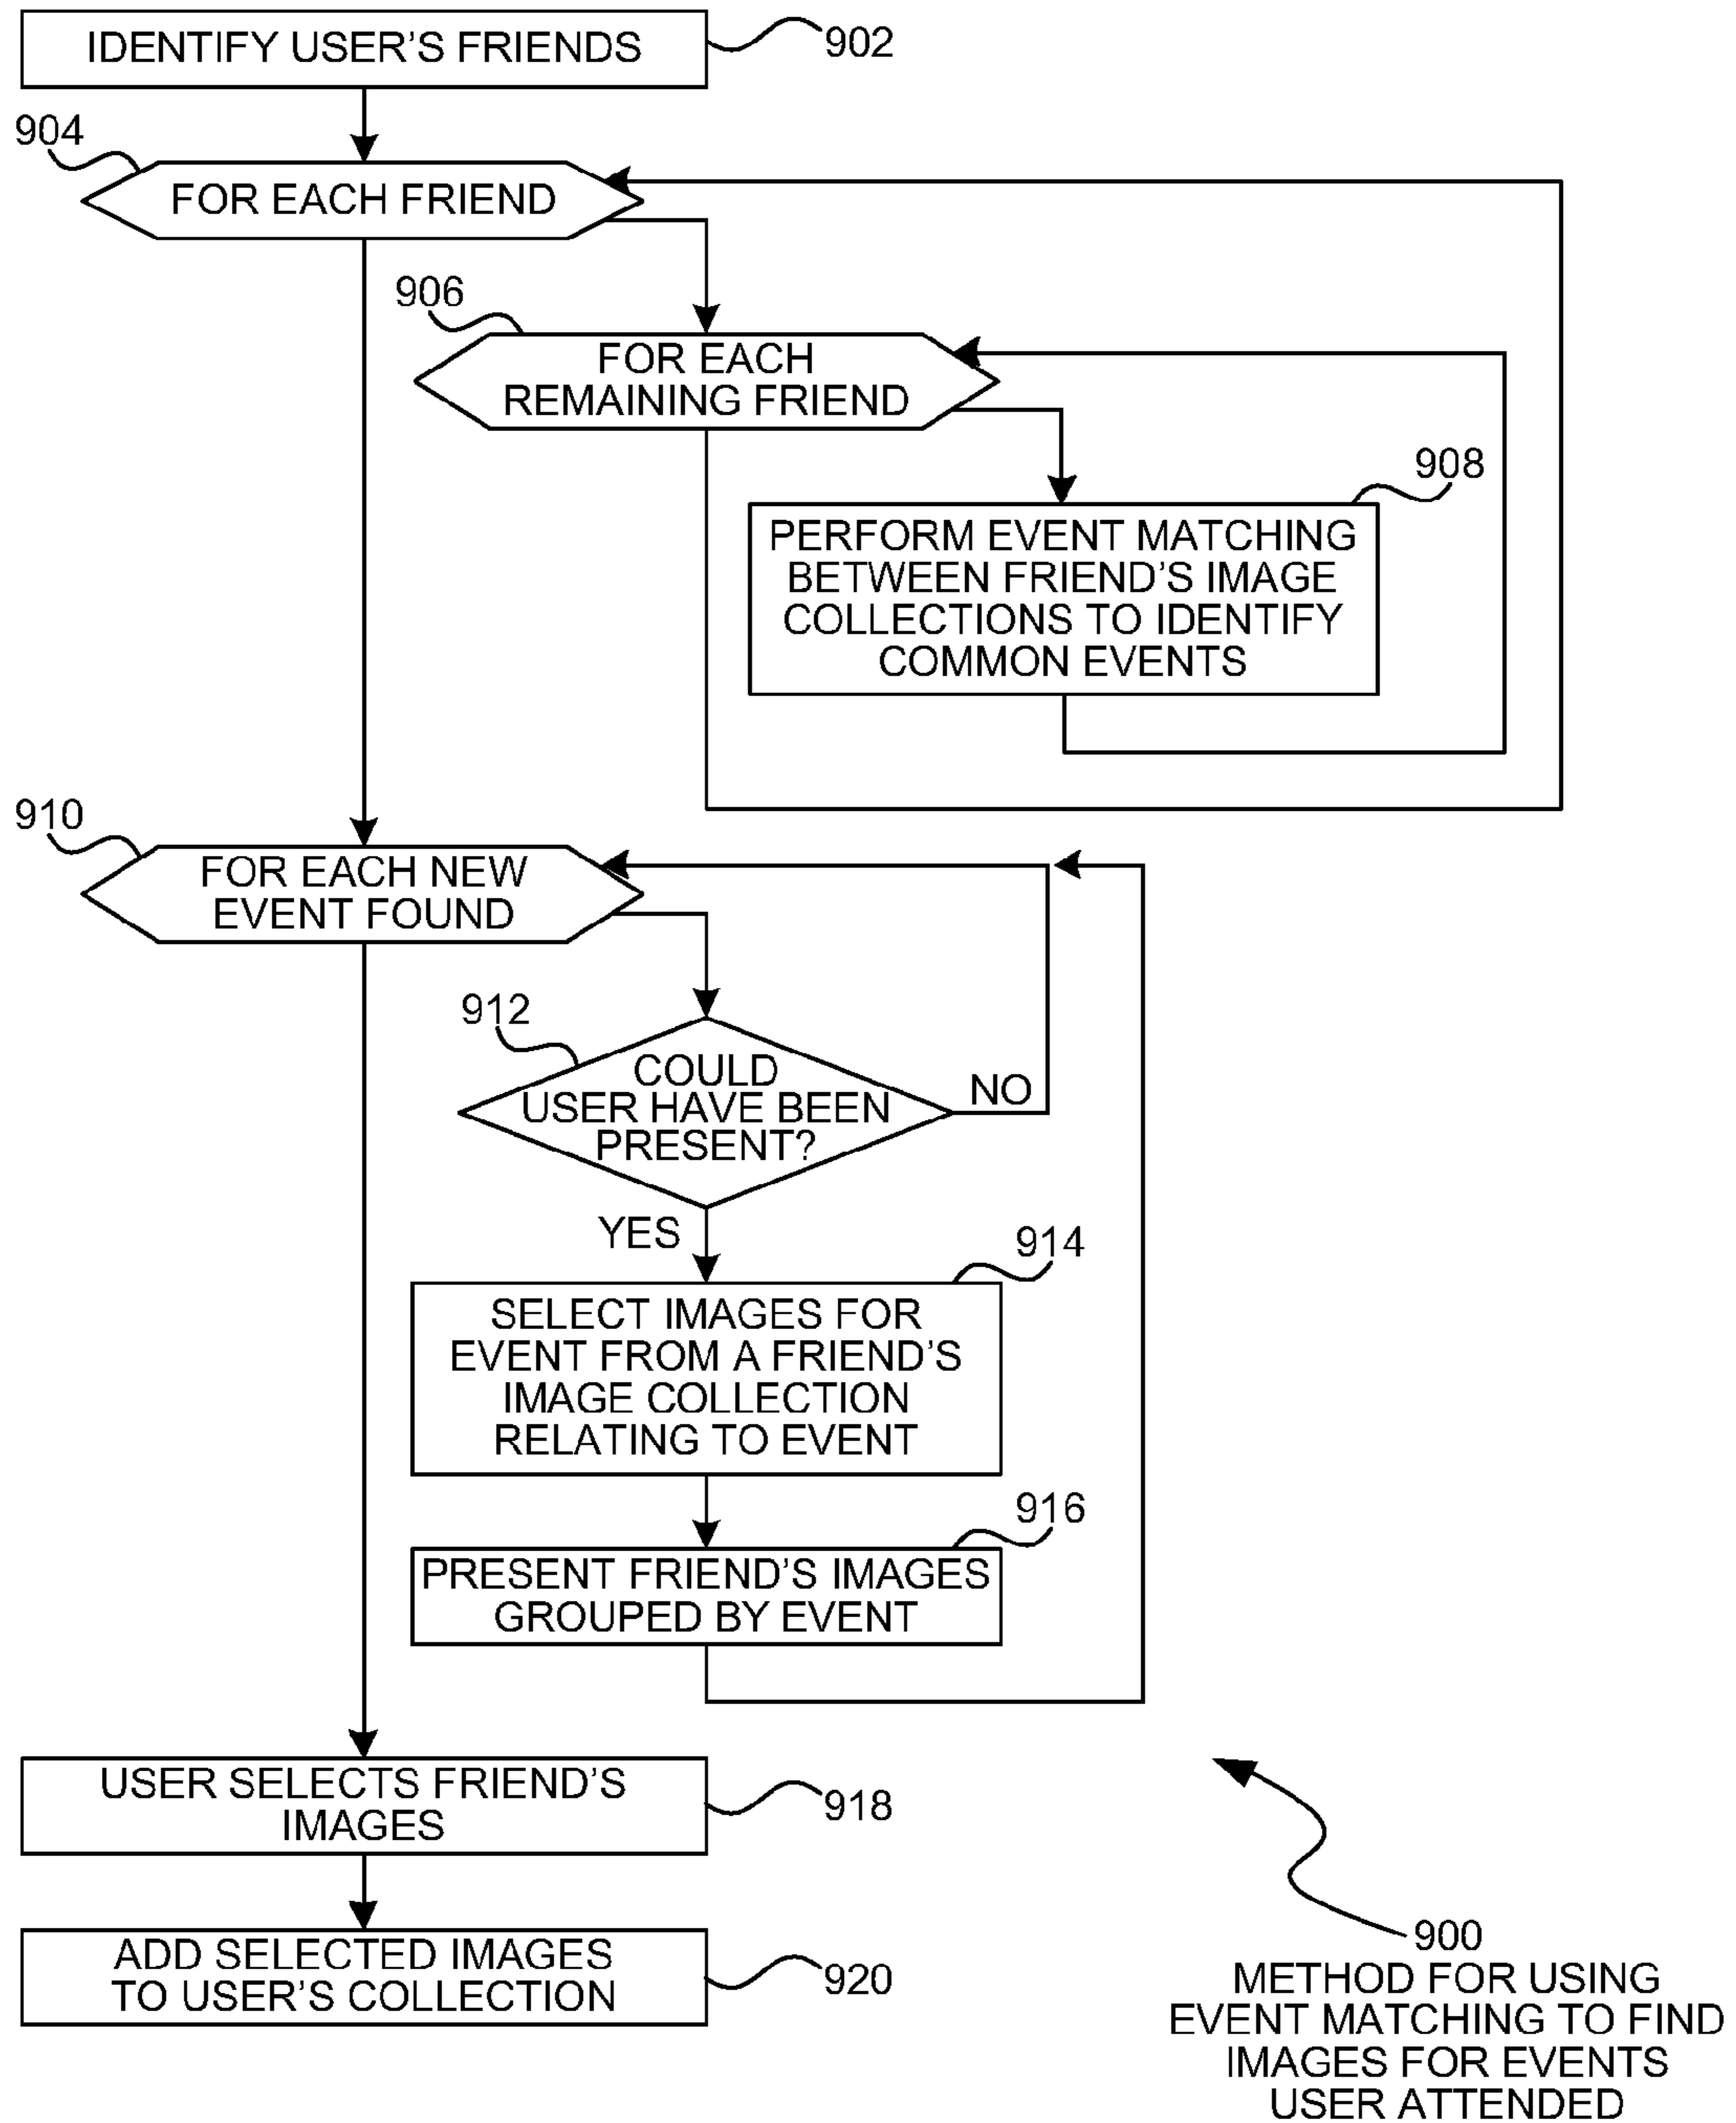 IDENTIFY USER'S FRIENDS
902
904
FOR EACH FRIEND
906
FOR EACH
REMAINING FRIEND
908
PERFORM EVENT MATCHING
BETWEEN FRIEND'S IMAGE
COLLECTIONS TO IDENTIFY
COMMON EVENTS
910
FOR EACH NEW
EVENT FOUND
912
COULD
USER HAVE BEEN
PRESENT?
NO
YES
914
SELECT IMAGES FOR
EVENT FROM A FRIEND'S
IMAGE COLLECTION
RELATING TO EVENT
916
PRESENT FRIEND'S IMAGES
GROUPED BY EVENT
USER SELECTS FRIEND'S
IMAGES
918
ADD SELECTED IMAGES
TO USER'S COLLECTION
920
900
METHOD FOR USING
EVENT MATCHING TO FIND
IMAGES FOR EVENTS
USER ATTENDED